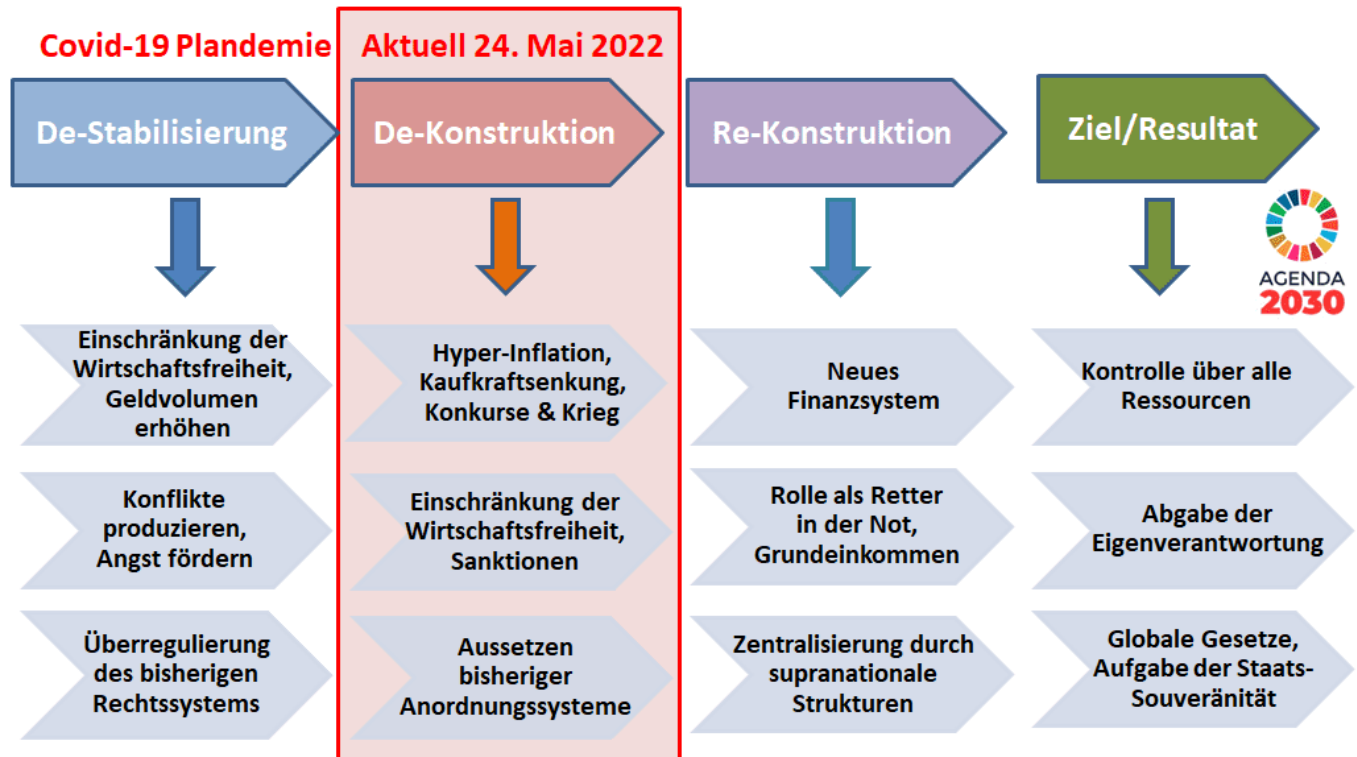 Covid-19 Plandemie
Aktuell 24. Mai 2022
De-Stabilisierung
De-Konstruktion
Re-Konstruktion
Ziel/Resultat
AGENDA
2030
Einschränkung der
Wirtschaftsfreiheit,
Geldvolumen
erhöhen
Hyper-Inflation,
Kaufkraftsenkung,
Konkurse & Krieg
Neues
Finanzsystem
Kontrolle über alle
Ressourcen
Konflikte
produzieren,
Angst fördern
Einschränkung der
Wirtschaftsfreiheit,
Sanktionen
Rolle als Retter
in der Not,
Grundeinkommen
Abgabe der
Eigenverantwortung
Überregulierung
des bisherigen
Rechtssystems
Aussetzen
bisheriger
Anordnungssysteme
Zentralisierung durch
supranationale
Strukturen
Globale Gesetze,
Aufgabe der Staats-
Souveränität